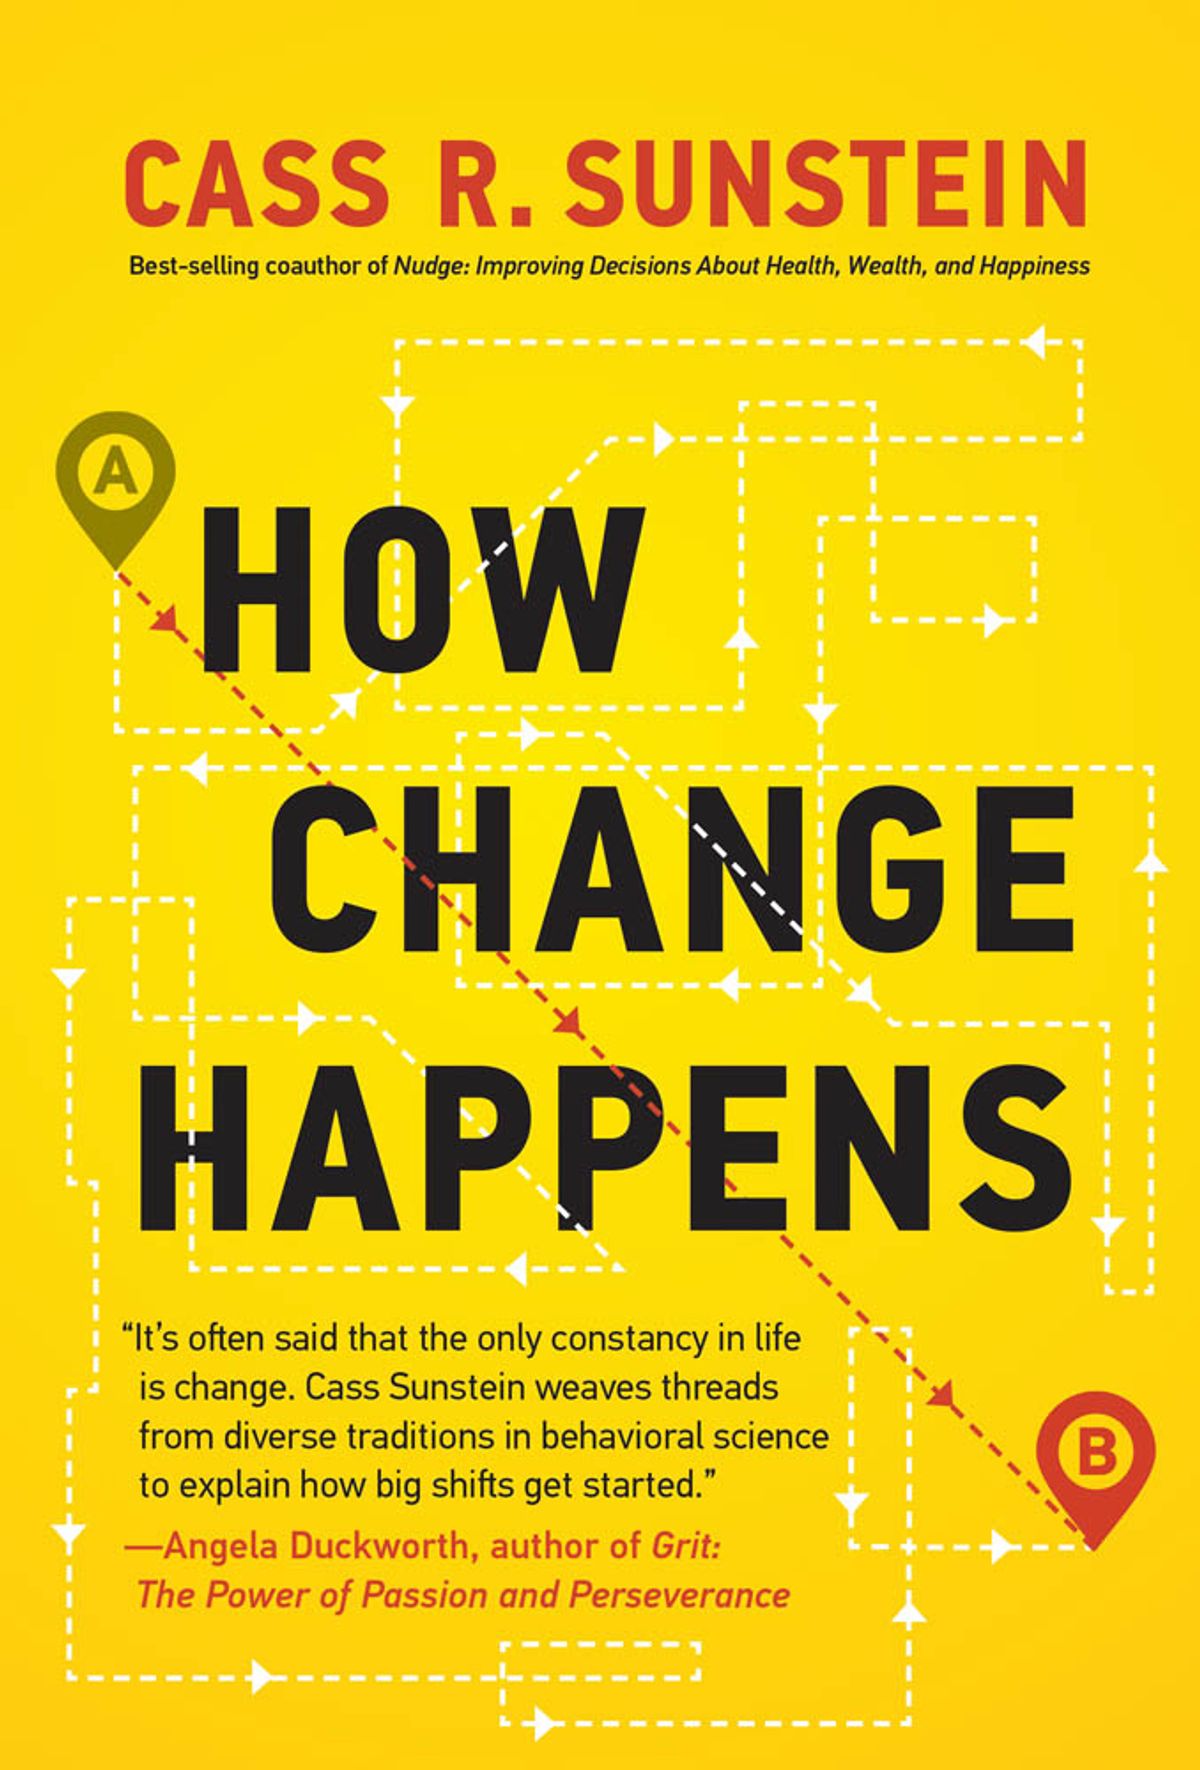 CASS R. SUNSTEIN
Best-selling coauthor of Nudge: Improving Decisions About Health, Wealth, and Happiness
A
HOW
CHANGE
HAPPENS
“It’s often said that the only constancy in life
is change. Cass Sunstein weaves threads
from diverse traditions in behavioral science
to explain how big shifts get started.”
—Angela Duckworth, author of Grit:
The Power of Passion and Perseverance
B